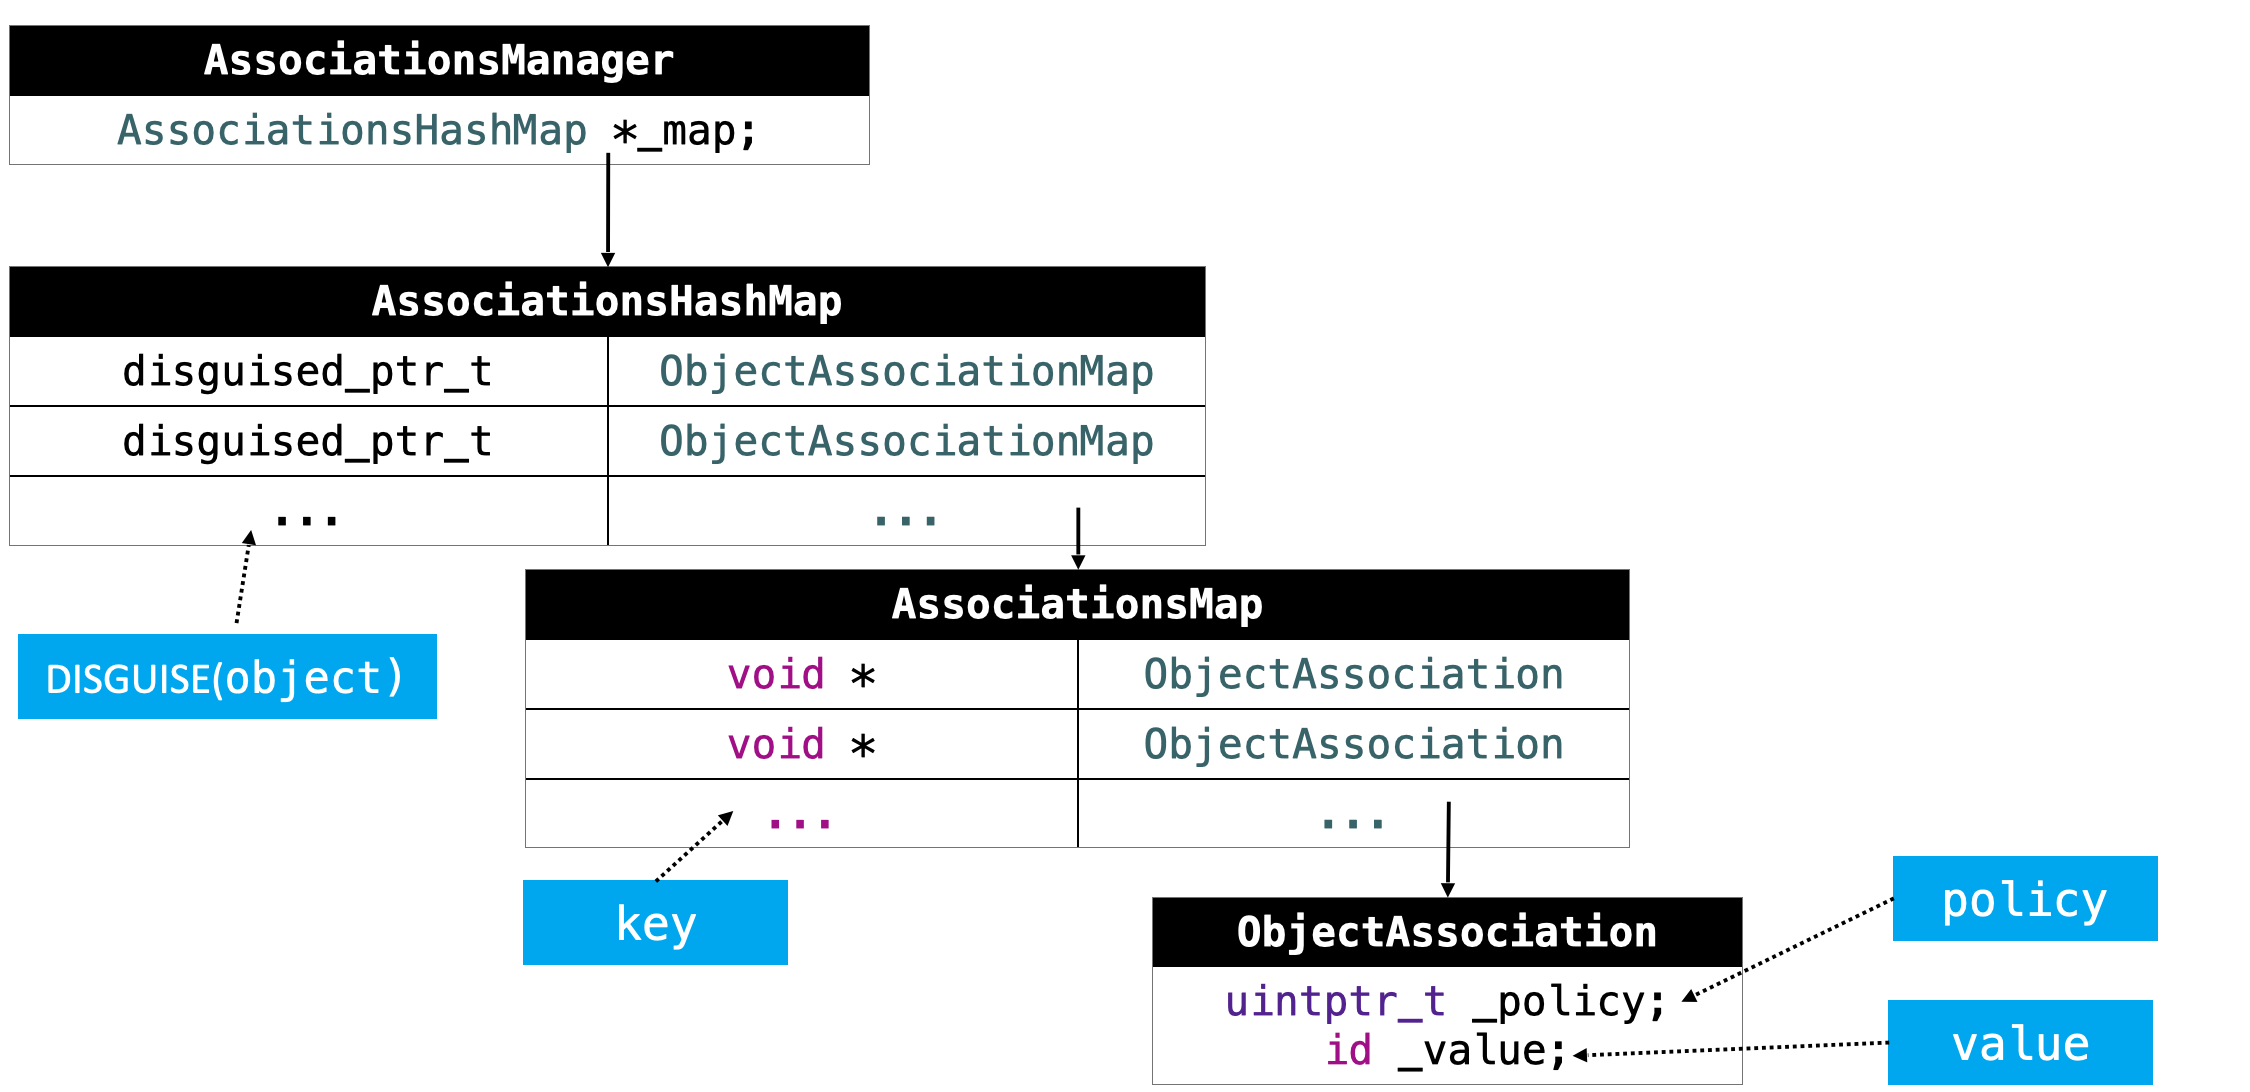 AssociationsManager
AssociationsHashMap *_map;
AssociationsHashMap
disguised_ptr_t ObjectAssociationMap
disguised_ptr_t ObjectAssociationMap
... ...
DISGUISE(object)
AssociationsMap
void * ObjectAssociation
void * ObjectAssociation
... ...
key
ObjectAssociation
uintptr_t _policy;
id _value;
policy
value